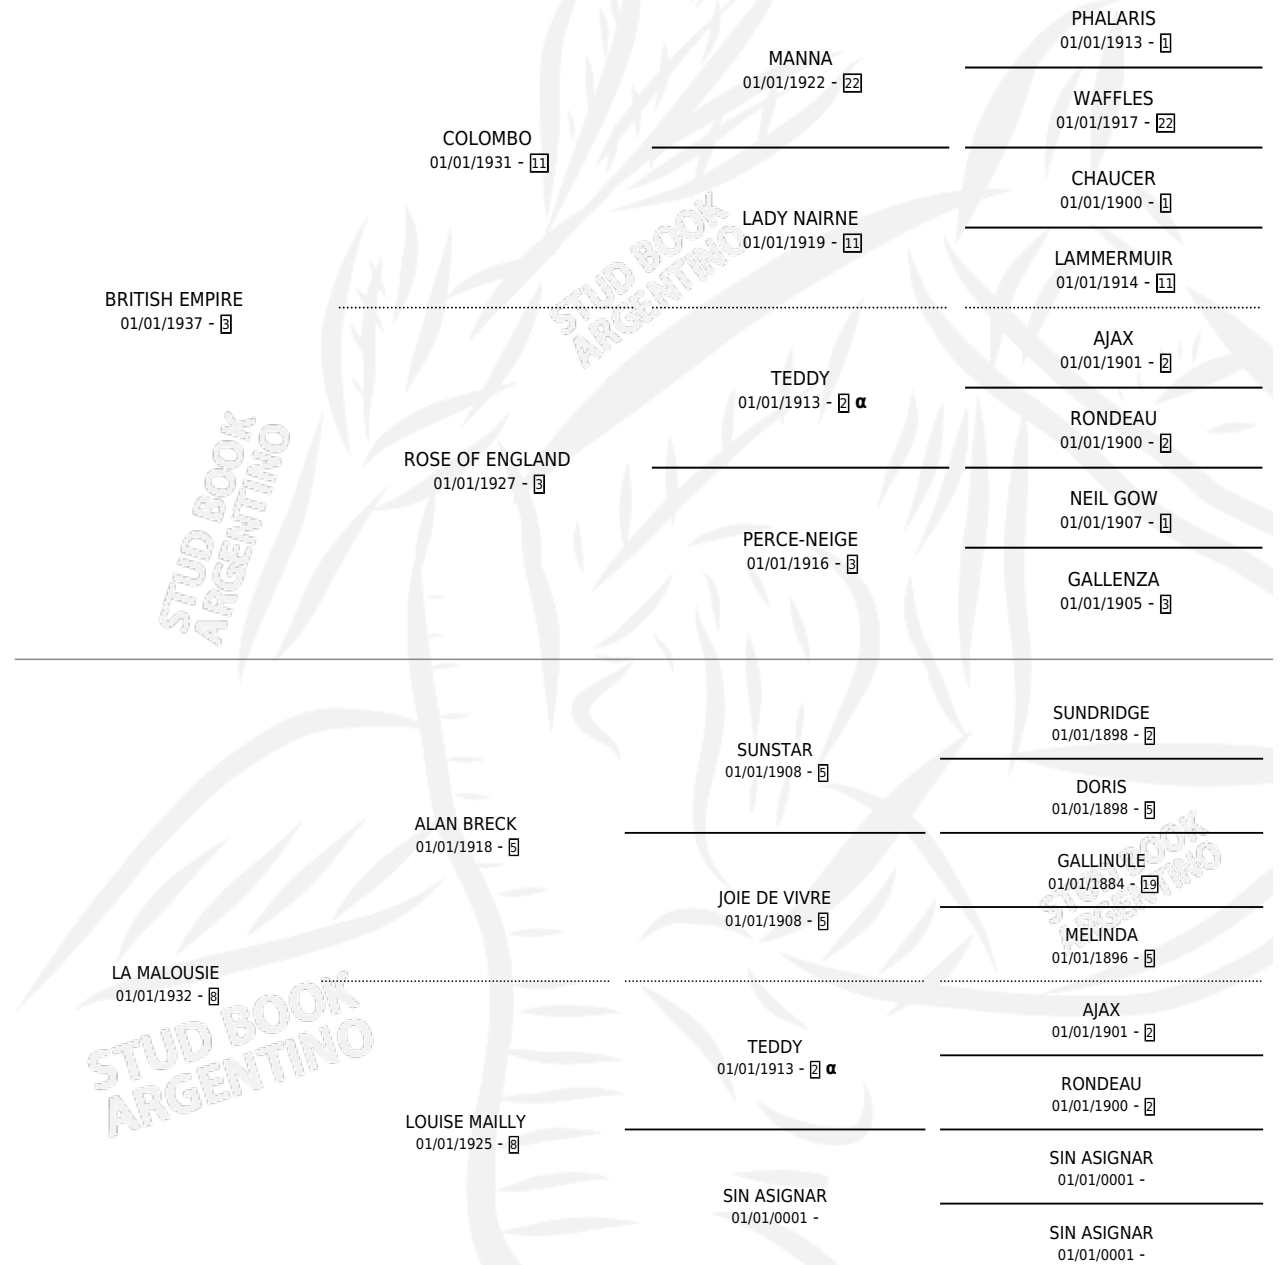 PHALARIS
01/01/1913 - 1
MANNA
01/01/1922 - 22
WAFFLES
01/01/1917 - 22
COLOMBO
01/01/1931 - 11
CHAUCER
01/01/1900 - 1
LADY NAIRNE
01/01/1919 - 11
LAMMERMUIR
01/01/1914 - 11
STUD BOOK
ARGENTINO
BRITISH EMPIRE
01/01/1937 - 3
AJAX
01/01/1901 - 2
TEDDY
01/01/1913 - 2 α
RONDEAU
01/01/1900 - 2
ROSE OF ENGLAND
01/01/1927 - 3
NEIL GOW
01/01/1907 - 1
PERCE-NEIGE
01/01/1916 - 3
GALLENZA
01/01/1905 - 3
STUD BOOK
ARGENTINO
SUNDRIDGE
01/01/1898 - 2
SUNSTAR
01/01/1908 - 5
DORIS
01/01/1898 - 5
ALAN BRECK
01/01/1918 - 5
GALLINULE
01/01/1884 - 19
JOIE DE VIVRE
01/01/1908 - 5
MELINDA
01/01/1896 - 5
STUD BOOK
ARGENTINO
LA MALOUSIE
01/01/1932 - 8
AJAX
01/01/1901 - 2
TEDDY
01/01/1913 - 2 α
RONDEAU
01/01/1900 - 2
STUD BOOK
ARGENTINO
LOUISE MAILLY
01/01/1925 - 8
SIN ASIGNAR
01/01/0001 -
SIN ASIGNAR
01/01/0001 -
SIN ASIGNAR
01/01/0001 -